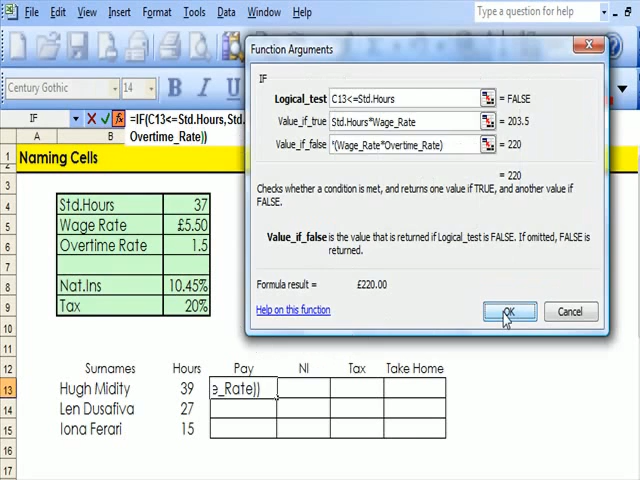 File Edit View Insert Format Tools Data Window Help
Type a question for help
Century Gothic 14 B I
IF =IF(C13<=Std.Hours,Std.
Overtime_Rate))
A B
1 Naming Cells
2
3
4 Std.Hours 37
5 Wage Rate £5.50
6 Overtime Rate 1.5
7
8 Nat.Ins 10.45%
9 Tax 20%
10
11
12 Surnames Hours Pay NI Tax Take Home
13 Hugh Midity 39 e_Rate))
14 Len Dusafiva 27
15 Iona Ferari 15
16
17
Function Arguments
IF
Logical_test C13<=Std.Hours = FALSE
Value_if_true Std.Hours*Wage_Rate = 203.5
Value_if_false *(Wage_Rate*Overtime_Rate) = 220
= 220
Checks whether a condition is met, and returns one value if TRUE, and another value if
FALSE.
Value_if_false is the value that is returned if Logical_test is FALSE. If omitted, FALSE is
returned.
Formula result = £220.00
Help on this function OK Cancel